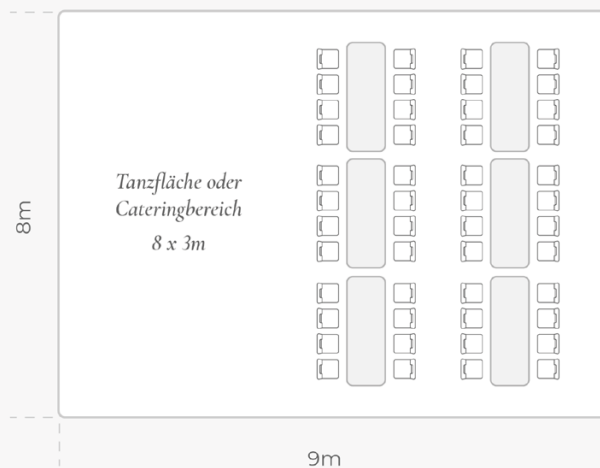 Tanzfläche oder
Cateringbereich
8 x 3m
8m
9m